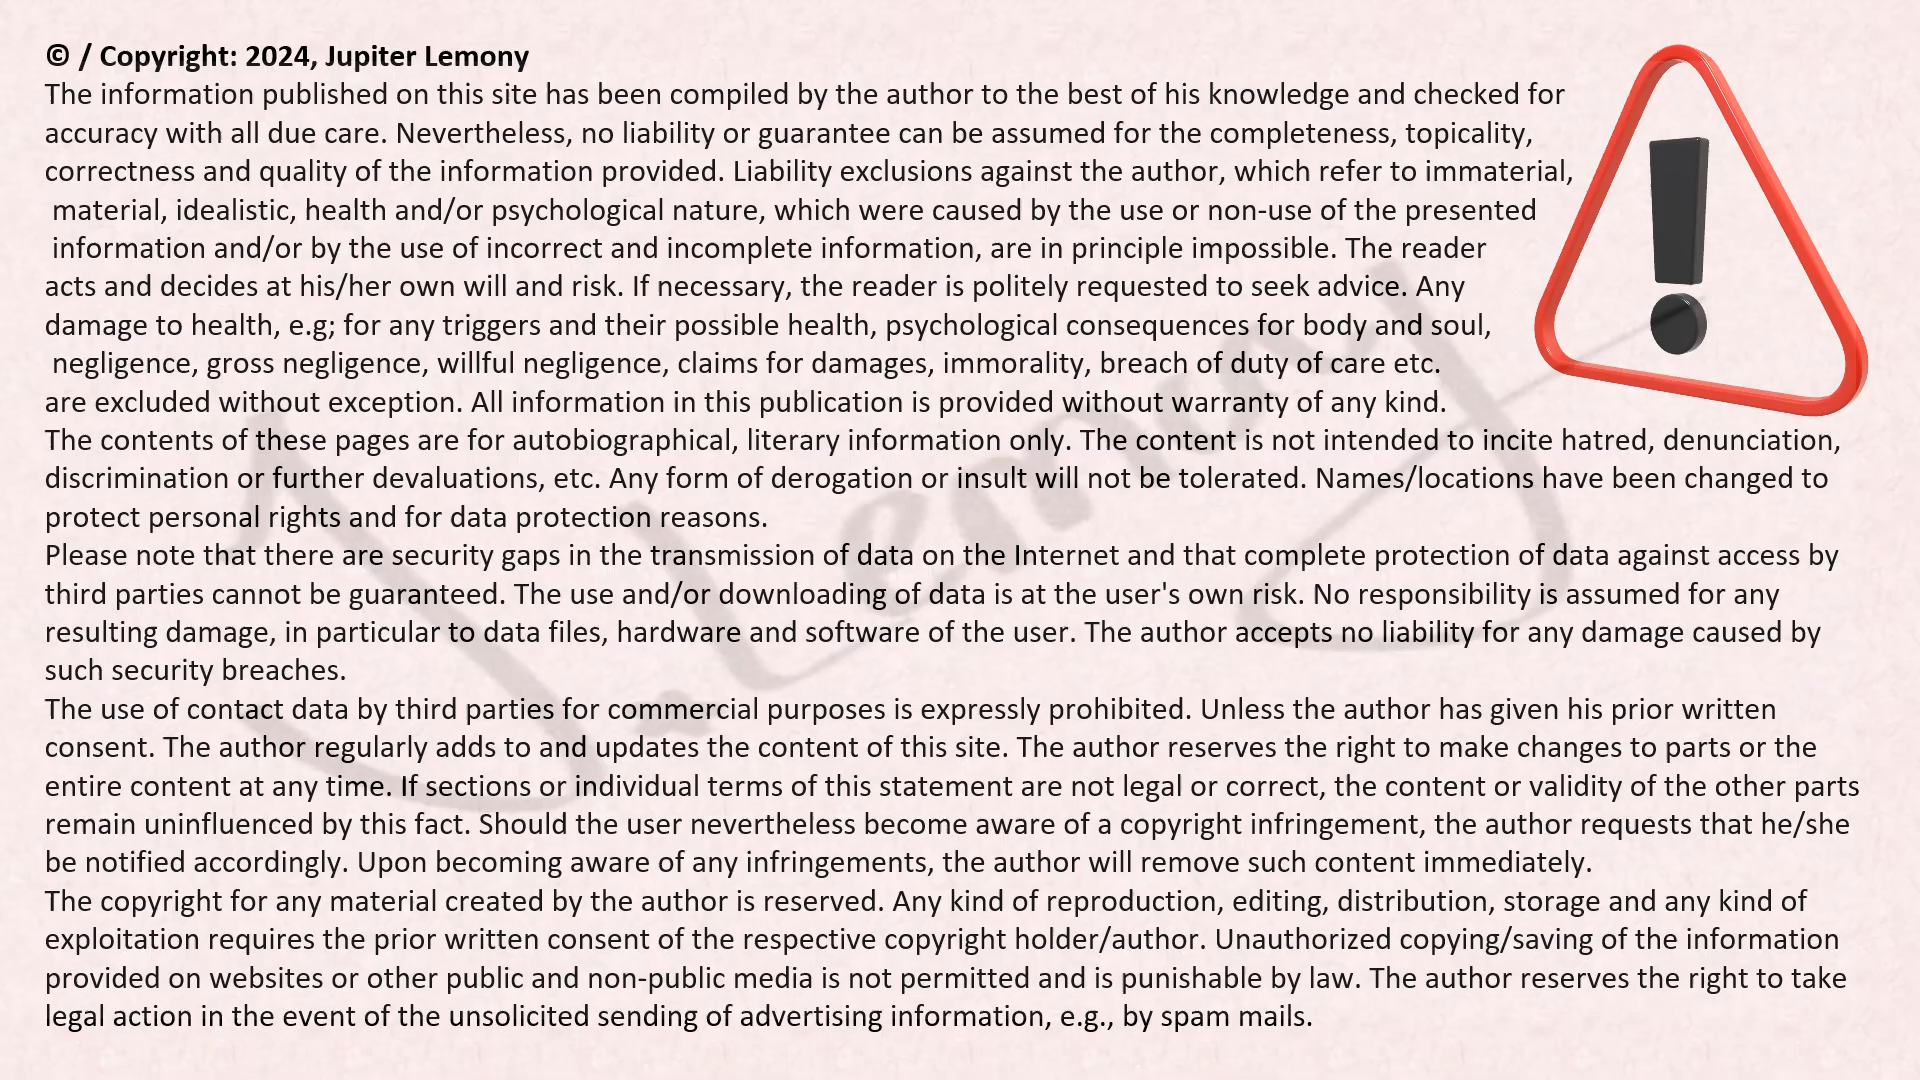 © / Copyright: 2024, Jupiter Lemony
The information published on this site has been compiled by the author to the best of his knowledge and checked for
accuracy with all due care. Nevertheless, no liability or guarantee can be assumed for the completeness, topicality,
correctness and quality of the information provided. Liability exclusions against the author, which refer to immaterial,
material, idealistic, health and/or psychological nature, which were caused by the use or non-use of the presented
information and/or by the use of incorrect and incomplete information, are in principle impossible. The reader
acts and decides at his/her own will and risk. If necessary, the reader is politely requested to seek advice. Any
damage to health, e.g; for any triggers and their possible health, psychological consequences for body and soul,
negligence, gross negligence, willful negligence, claims for damages, immorality, breach of duty of care etc.
are excluded without exception. All information in this publication is provided without warranty of any kind.
The contents of these pages are for autobiographical, literary information only. The content is not intended to incite hatred, denunciation,
discrimination or further devaluations, etc. Any form of derogation or insult will not be tolerated. Names/locations have been changed to
protect personal rights and for data protection reasons.
Please note that there are security gaps in the transmission of data on the Internet and that complete protection of data against access by
third parties cannot be guaranteed. The use and/or downloading of data is at the user's own risk. No responsibility is assumed for any
resulting damage, in particular to data files, hardware and software of the user. The author accepts no liability for any damage caused by
such security breaches.
The use of contact data by third parties for commercial purposes is expressly prohibited. Unless the author has given his prior written
consent. The author regularly adds to and updates the content of this site. The author reserves the right to make changes to parts or the
entire content at any time. If sections or individual terms of this statement are not legal or correct, the content or validity of the other parts
remain uninfluenced by this fact. Should the user nevertheless become aware of a copyright infringement, the author requests that he/she
be notified accordingly. Upon becoming aware of any infringements, the author will remove such content immediately.
The copyright for any material created by the author is reserved. Any kind of reproduction, editing, distribution, storage and any kind of
exploitation requires the prior written consent of the respective copyright holder/author. Unauthorized copying/saving of the information
provided on websites or other public and non-public media is not permitted and is punishable by law. The author reserves the right to take
legal action in the event of the unsolicited sending of advertising information, e.g., by spam mails.
J. Lemony